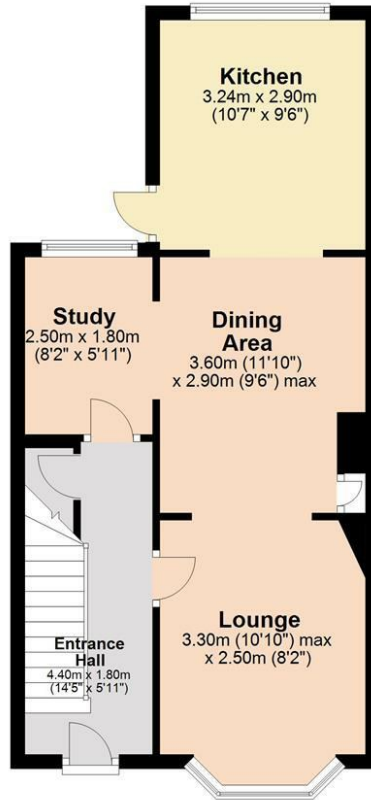 Kitchen
3.24m x 2.90m
(10'7" x 9'6")
Study
2.50m x 1.80m
(8'2" x 5'11")
Dining
Area
3.60m (11'10")
x 2.90m (9'6") max
Lounge
3.30m (10'10") max
x 2.50m (8'2")
Entrance
Hall
4.40m x 1.80m
(14'5" x 5'11")